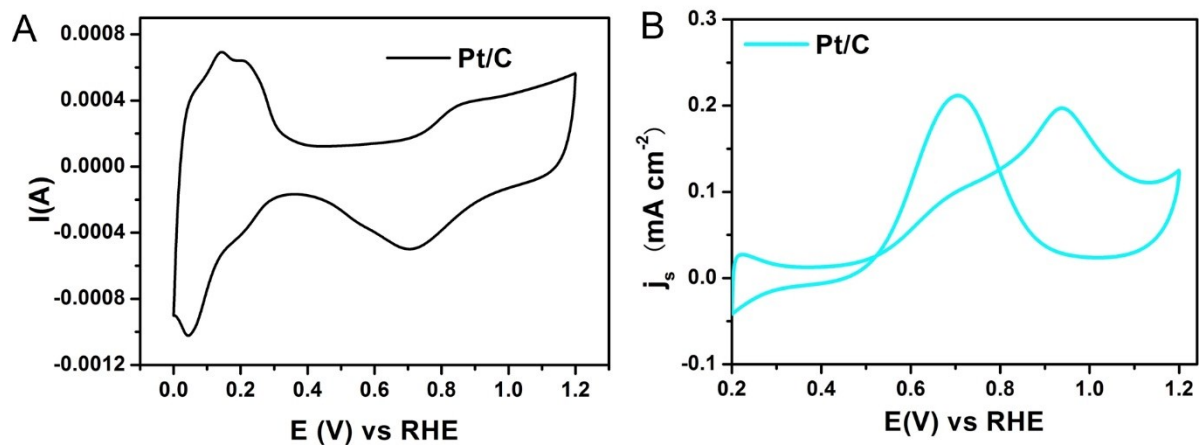 A
0.0008
0.0004
0.0000
-0.0004
-0.0008
-0.0012
I(A)
Pt/C
0.0 0.2 0.4 0.6 0.8 1.0 1.2
E (V) vs RHE
B
0.3
0.2
0.1
0.0
-0.1
js (mA cm-2)
Pt/C
0.2 0.4 0.6 0.8 1.0 1.2
E(V) vs RHE